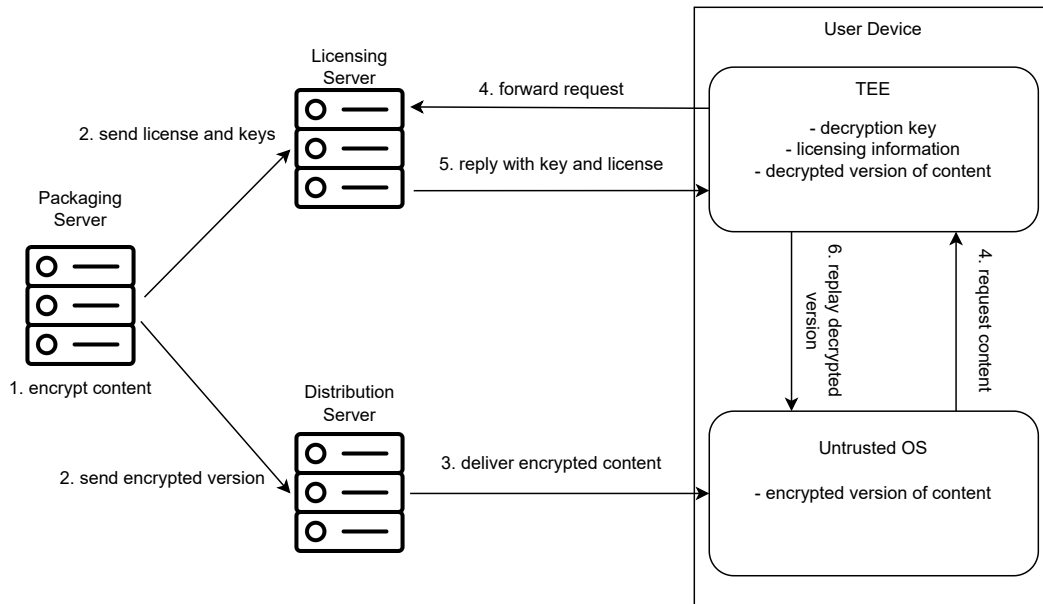 User Device
Licensing
Server
TEE
4. forward request
- decryption key
- licensing information
- decrypted version of content
2. send license and keys
5. reply with key and license
Packaging
Server
6. replay decrypted
version
4. request content
1. encrypt content
Distribution
Server
Untrusted OS
2. send encrypted version
3. deliver encrypted content
- encrypted version of content